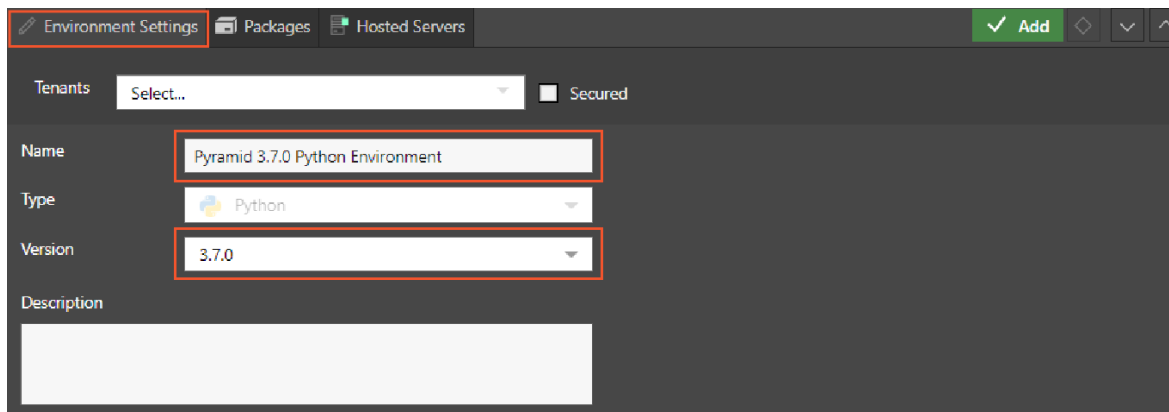 Environment Settings Packages Hosted Servers Add
Tenants Select... Secured
Name Pyramid 3.7.0 Python Environment
Type Python
Version 3.7.0
Description